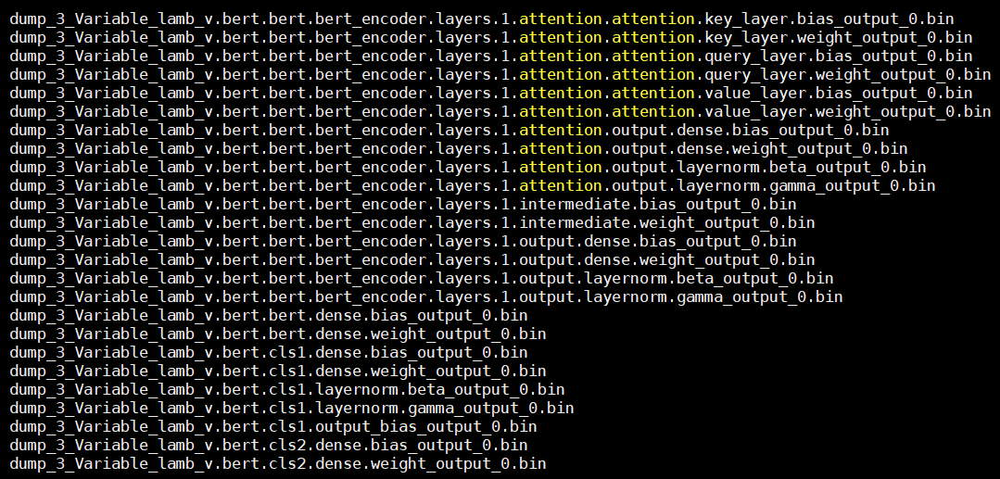 dump_3_Variable_lamb_v.bert.bert.bert_encoder.layers.1.attention.attention.key_layer.bias_output_0.bin
dump_3_Variable_lamb_v.bert.bert.bert_encoder.layers.1.attention.attention.key_layer.weight_output_0.bin
dump_3_Variable_lamb_v.bert.bert.bert_encoder.layers.1.attention.attention.query_layer.bias_output_0.bin
dump_3_Variable_lamb_v.bert.bert.bert_encoder.layers.1.attention.attention.query_layer.weight_output_0.bin
dump_3_Variable_lamb_v.bert.bert.bert_encoder.layers.1.attention.attention.value_layer.bias_output_0.bin
dump_3_Variable_lamb_v.bert.bert.bert_encoder.layers.1.attention.attention.value_layer.weight_output_0.bin
dump_3_Variable_lamb_v.bert.bert.bert_encoder.layers.1.attention.output.dense.bias_output_0.bin
dump_3_Variable_lamb_v.bert.bert.bert_encoder.layers.1.attention.output.dense.weight_output_0.bin
dump_3_Variable_lamb_v.bert.bert.bert_encoder.layers.1.attention.output.layernorm.beta_output_0.bin
dump_3_Variable_lamb_v.bert.bert.bert_encoder.layers.1.attention.output.layernorm.gamma_output_0.bin
dump_3_Variable_lamb_v.bert.bert.bert_encoder.layers.1.intermediate.bias_output_0.bin
dump_3_Variable_lamb_v.bert.bert.bert_encoder.layers.1.intermediate.weight_output_0.bin
dump_3_Variable_lamb_v.bert.bert.bert_encoder.layers.1.output.dense.bias_output_0.bin
dump_3_Variable_lamb_v.bert.bert.bert_encoder.layers.1.output.dense.weight_output_0.bin
dump_3_Variable_lamb_v.bert.bert.bert_encoder.layers.1.output.layernorm.beta_output_0.bin
dump_3_Variable_lamb_v.bert.bert.bert_encoder.layers.1.output.layernorm.gamma_output_0.bin
dump_3_Variable_lamb_v.bert.bert.dense.bias_output_0.bin
dump_3_Variable_lamb_v.bert.bert.dense.weight_output_0.bin
dump_3_Variable_lamb_v.bert.cls1.dense.bias_output_0.bin
dump_3_Variable_lamb_v.bert.cls1.dense.weight_output_0.bin
dump_3_Variable_lamb_v.bert.cls1.layernorm.beta_output_0.bin
dump_3_Variable_lamb_v.bert.cls1.layernorm.gamma_output_0.bin
dump_3_Variable_lamb_v.bert.cls1.output_bias_output_0.bin
dump_3_Variable_lamb_v.bert.cls2.dense.bias_output_0.bin
dump_3_Variable_lamb_v.bert.cls2.dense.weight_output_0.bin